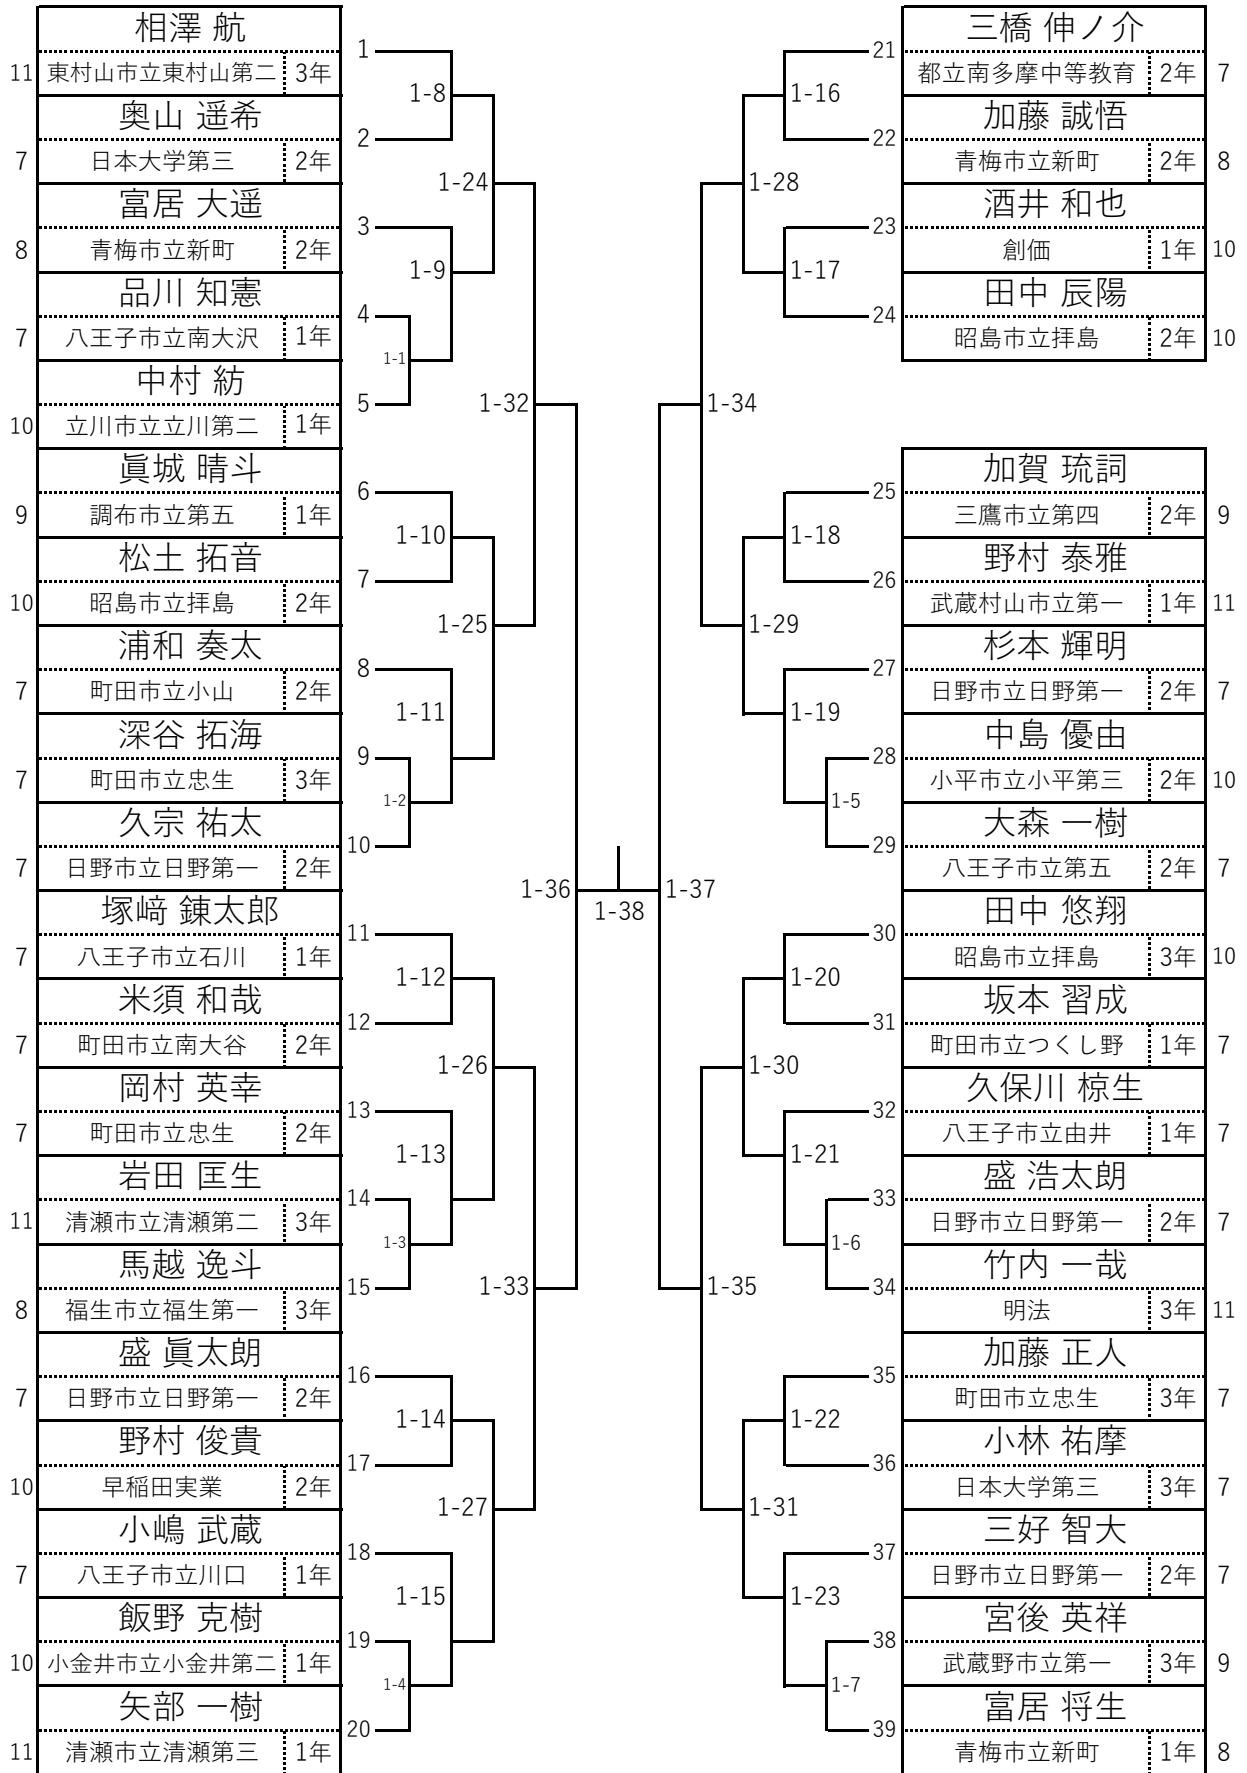 相澤 航
11 東村山市立東村山第二 3年
1
奥山 遥希
7 日本大学第三 2年
2
富居 大遥
8 青梅市立新町 2年
3
品川 知憲
7 八王子市立南大沢 1年
4
中村 紡
10 立川市立立川第二 1年
5
眞城 晴斗
9 調布市立第五 1年
6
松土 拓音
10 昭島市立拝島 2年
7
浦和 奏太
7 町田市立小山 2年
8
深谷 拓海
7 町田市立忠生 3年
9
久宗 祐太
7 日野市立日野第一 2年
10
塚﨑 錬太郎
7 八王子市立石川 1年
11
米須 和哉
7 町田市立南大谷 2年
12
岡村 英幸
7 町田市立忠生 2年
13
岩田 匡生
11 清瀬市立清瀬第二 3年
14
馬越 逸斗
8 福生市立福生第一 3年
15
盛 眞太朗
7 日野市立日野第一 2年
16
野村 俊貴
10 早稲田実業 2年
17
小嶋 武蔵
7 八王子市立川口 1年
18
飯野 克樹
10 小金井市立小金井第二 1年
19
矢部 一樹
11 清瀬市立清瀬第三 1年
20
1-1
1-2
1-3
1-4
1-8
1-9
1-10
1-11
1-12
1-13
1-14
1-15
1-24
1-25
1-26
1-27
1-32
1-33
1-36
1-38
1-37
1-34
1-35
1-28
1-29
1-30
1-31
1-16
1-17
1-18
1-19
1-20
1-21
1-22
1-23
1-5
1-6
1-7
三橋 伸ノ介
21
都立南多摩中等教育 2年 7
加藤 誠悟
22
青梅市立新町 2年 8
酒井 和也
23
創価 1年 10
田中 辰陽
24
昭島市立拝島 2年 10
加賀 琉詞
25
三鷹市立第四 2年 9
野村 泰雅
26
武蔵村山市立第一 1年 11
杉本 輝明
27
日野市立日野第一 2年 7
中島 優由
28
小平市立小平第三 2年 10
大森 一樹
29
八王子市立第五 2年 7
田中 悠翔
30
昭島市立拝島 3年 10
坂本 習成
31
町田市立つくし野 1年 7
久保川 椋生
32
八王子市立由井 1年 7
盛 浩太朗
33
日野市立日野第一 2年 7
竹内 一哉
34
明法 3年 11
加藤 正人
35
町田市立忠生 3年 7
小林 祐摩
36
日本大学第三 3年 7
三好 智大
37
日野市立日野第一 2年 7
宮後 英祥
38
武蔵野市立第一 3年 9
富居 将生
39
青梅市立新町 1年 8